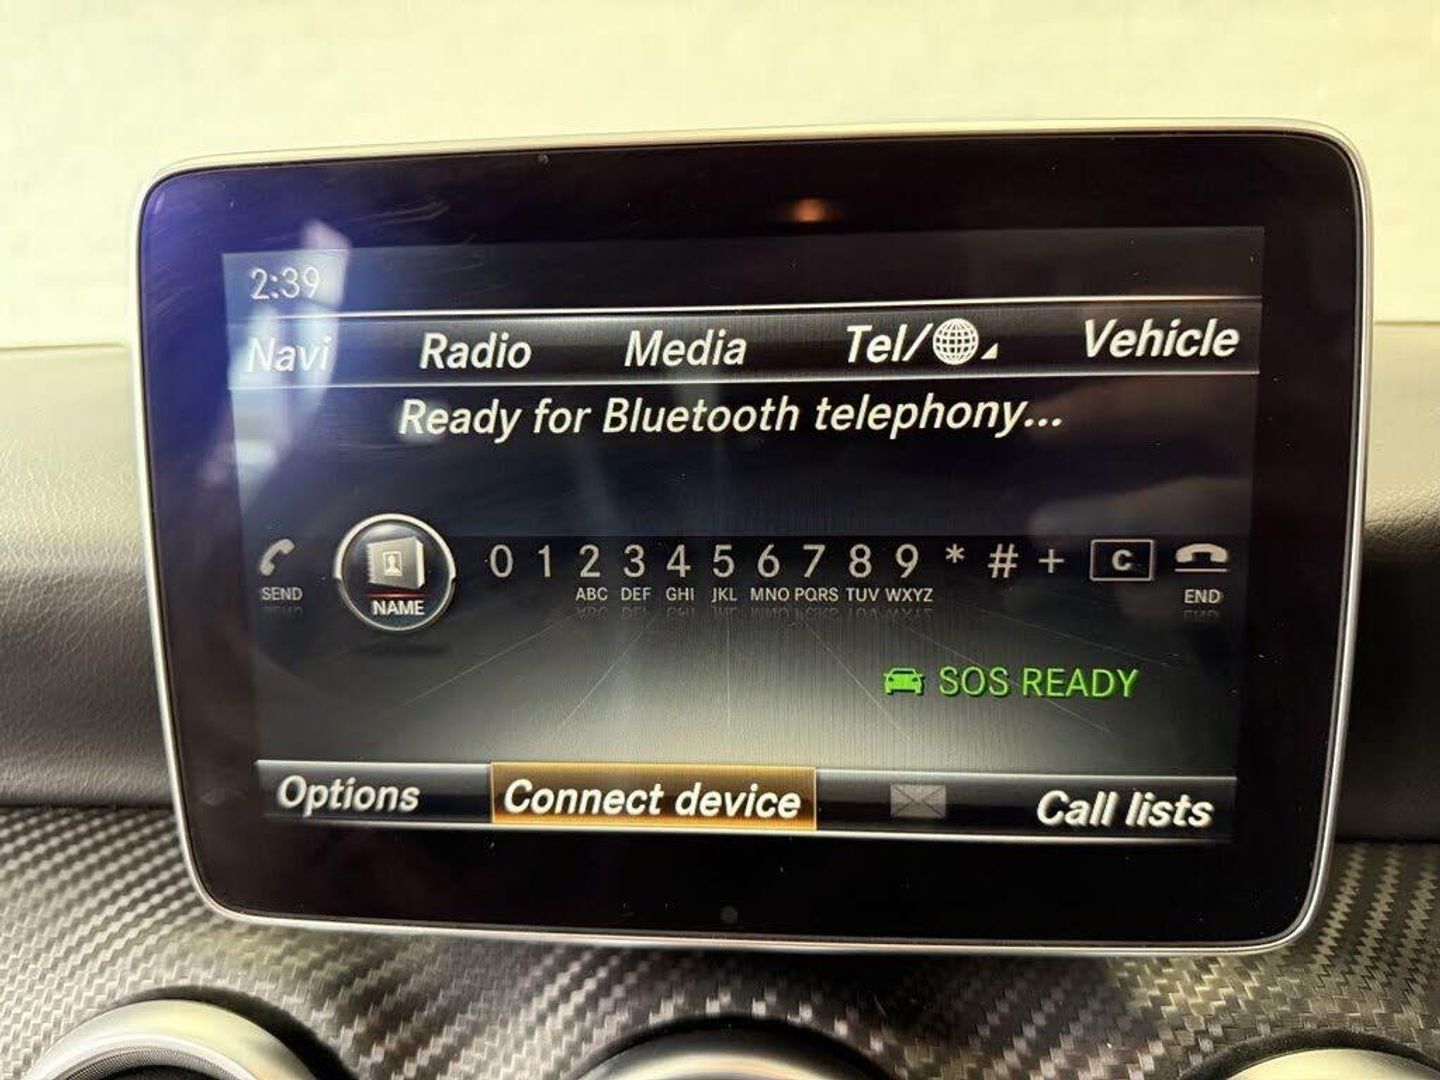 2:39
Navi Radio Media Tel/ Vehicle
Ready for Bluetooth telephony...
0 1 2 3 4 5 6 7 8 9 * # + C
SEND NAME ABC DEF GHI JKL MNO PQRS TUV WXYZ END
SOS READY
Options Connect device Call lists